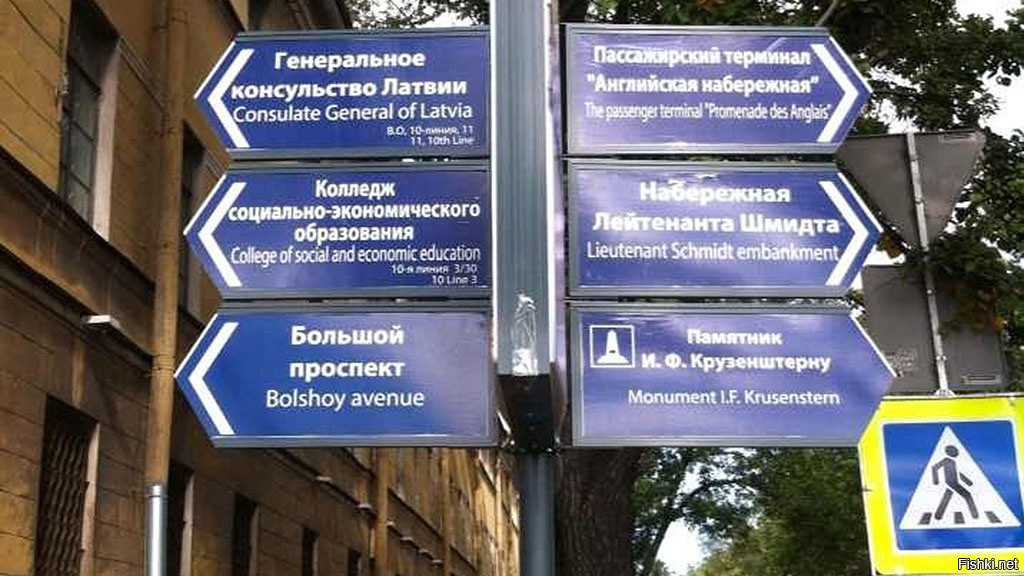 Генеральное
консульство Латвии
Consulate General of Latvia
В.О, 10-линия, 11
11, 10th Line
Колледж
социально-экономического
образования
College of social and economic education
10-я линия 3/30
10 Line 3
Большой
проспект
Bolshoy avenue
Пассажирский терминал
"Английская набережная"
The passenger terminal "Promenade des Anglais"
Набережная
Лейтенанта Шмидта
Lieutenant Schmidt embankment
Памятник
И. Ф. Крузенштерну
Monument I.F. Krusenstern
Fishki.net
Fishki.net